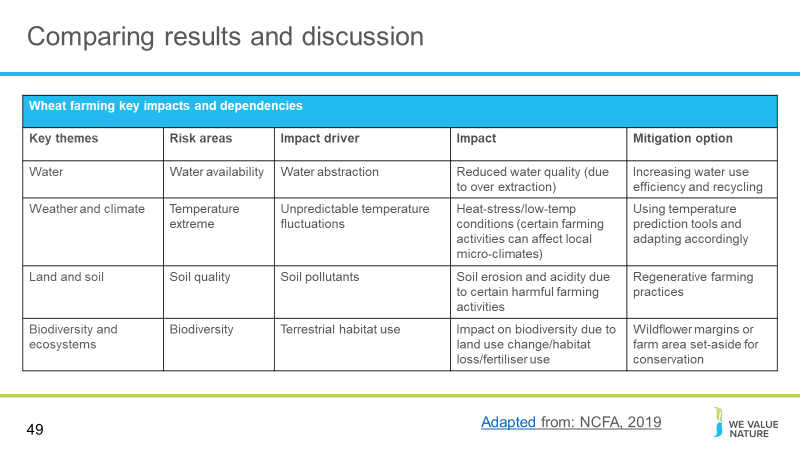 Comparing results and discussion
Wheat farming key impacts and dependencies
Key themes Risk areas Impact driver Impact Mitigation option
Water Water availability Water abstraction Reduced water quality (due
to over extraction) Increasing water use
efficiency and recycling
Weather and climate Temperature
extreme Unpredictable temperature
fluctuations Heat-stress/low-temp
conditions (certain farming
activities can affect local
micro-climates) Using temperature
prediction tools and
adapting accordingly
Land and soil Soil quality Soil pollutants Soil erosion and acidity due
to certain harmful farming
activities Regenerative farming
practices
Biodiversity and
ecosystems Biodiversity Terrestrial habitat use Impact on biodiversity due to
land use change/habitat
loss/fertiliser use Wildflower margins or
farm area set-aside for
conservation
49
Adapted from: NCFA, 2019
WE VALUE
NATURE